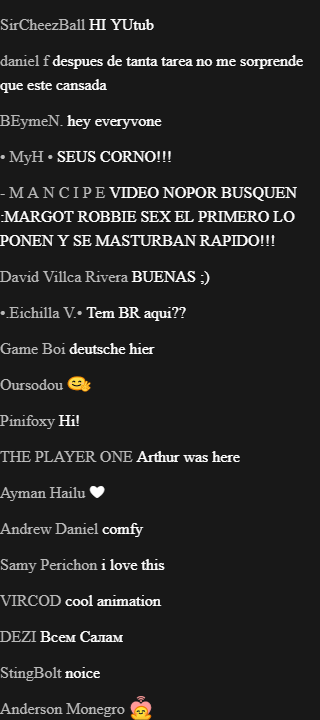 SirCheezBall HI YUtub
daniel f despues de tanta tarea no me sorprende
que este cansada
BEymeN. hey everyvone
• MyH • SEUS CORNO!!!
- M A N C I P E VIDEO NOPOR BUSQUEN
:MARGOT ROBBIE SEX EL PRIMERO LO
PONEN Y SE MASTURBAN RAPIDO!!!
David Villca Rivera BUENAS ;)
•.Eichilla V.• Tem BR aqui??
Game Boi deutsche hier
Oursodou 🤗
Pinifoxy Hi!
THE PLAYER ONE Arthur was here
Ayman Hailu 🤍
Andrew Daniel comfy
Samy Perichon i love this
VIRCOD cool animation
DEZI Всем Салам
StingBolt noice
Anderson Monegro